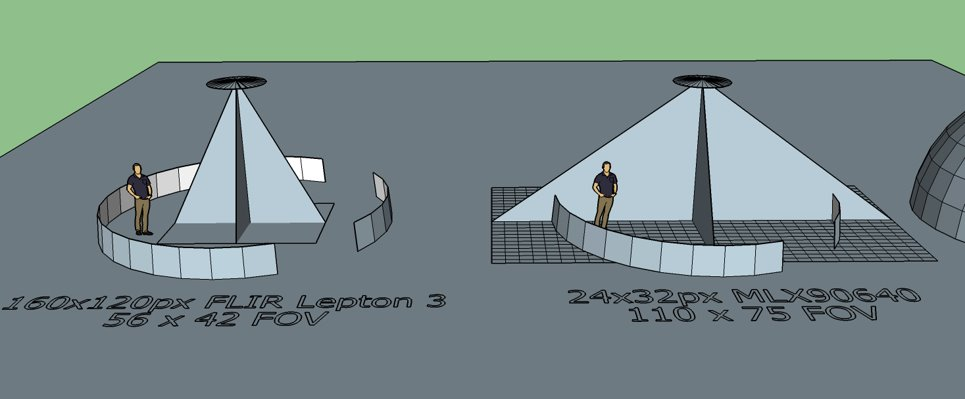 160x120px FLIR Lepton 3
56 x 42 FOV
24x32px MLX90640
110 x 75 FOV